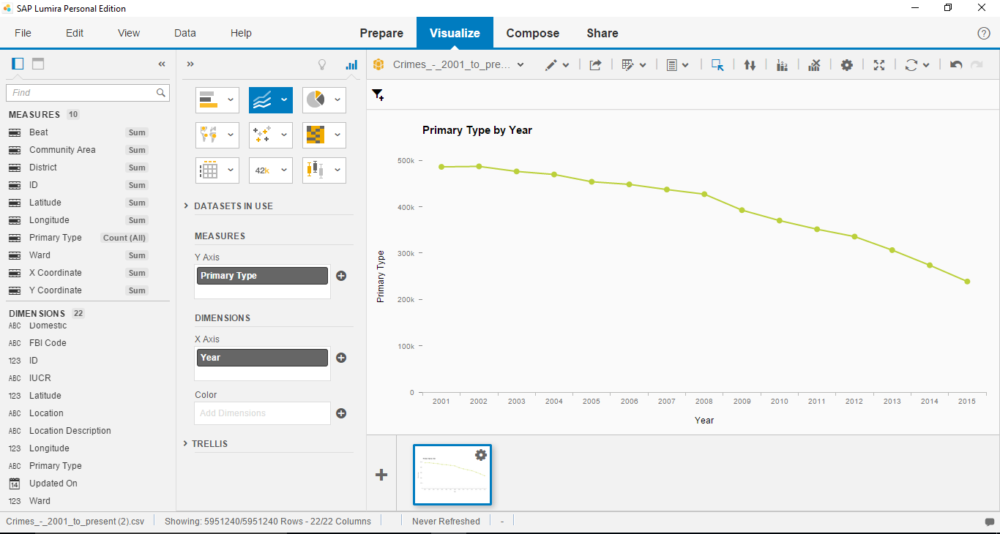 SAP Lumira Personal Edition
File Edit View Data Help Prepare Visualize Compose Share
Crimes_-_2001_to_pre...
Find
MEASURES 10
Beat Sum
Community Area Sum
District Sum
ID Sum
Latitude Sum
Longitude Sum
Primary Type Count (All)
Ward Sum
X Coordinate Sum
Y Coordinate Sum
DIMENSIONS 22
Domestic
ABC FBI Code
123 ID
ABC IUCR
123 Latitude
ABC Location
ABC Location Description
123 Longitude
ABC Primary Type
14 Updated On
123 Ward
42k
DATASETS IN USE
MEASURES
Y Axis
Primary Type
DIMENSIONS
X Axis
Year
Color
Add Dimensions
TRELLIS
Primary Type by Year
500k
400k
300k
200k
100k
0
Primary Type
2001 2002 2003 2004 2005 2006 2007 2008 2009 2010 2011 2012 2013 2014 2015
Year
Crimes_-_2001_to_present (2).csv Showing: 5951240/5951240 Rows - 22/22 Columns Never Refreshed -